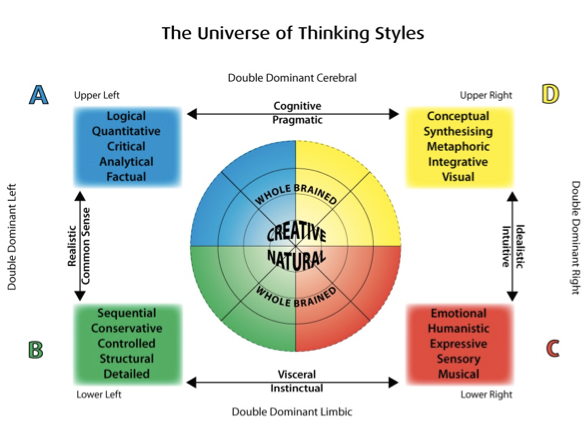 The Universe of Thinking Styles
Double Dominant Cerebral
A
Upper Left
Upper Right
D
Logical
Quantitative
Critical
Analytical
Factual
Cognitive
Pragmatic
Conceptual
Synthesising
Metaphoric
Integrative
Visual
Double Dominant Left
Realistic
Common Sense
WHOLE BRAINED
CREATIVE
NATURAL
WHOLE BRAINED
Idealistic
Intuitive
Double Dominant Right
B
Sequential
Conservative
Controlled
Structural
Detailed
Lower Left
Visceral
Instinctual
Emotional
Humanistic
Expressive
Sensory
Musical
C
Lower Right
Double Dominant Limbic